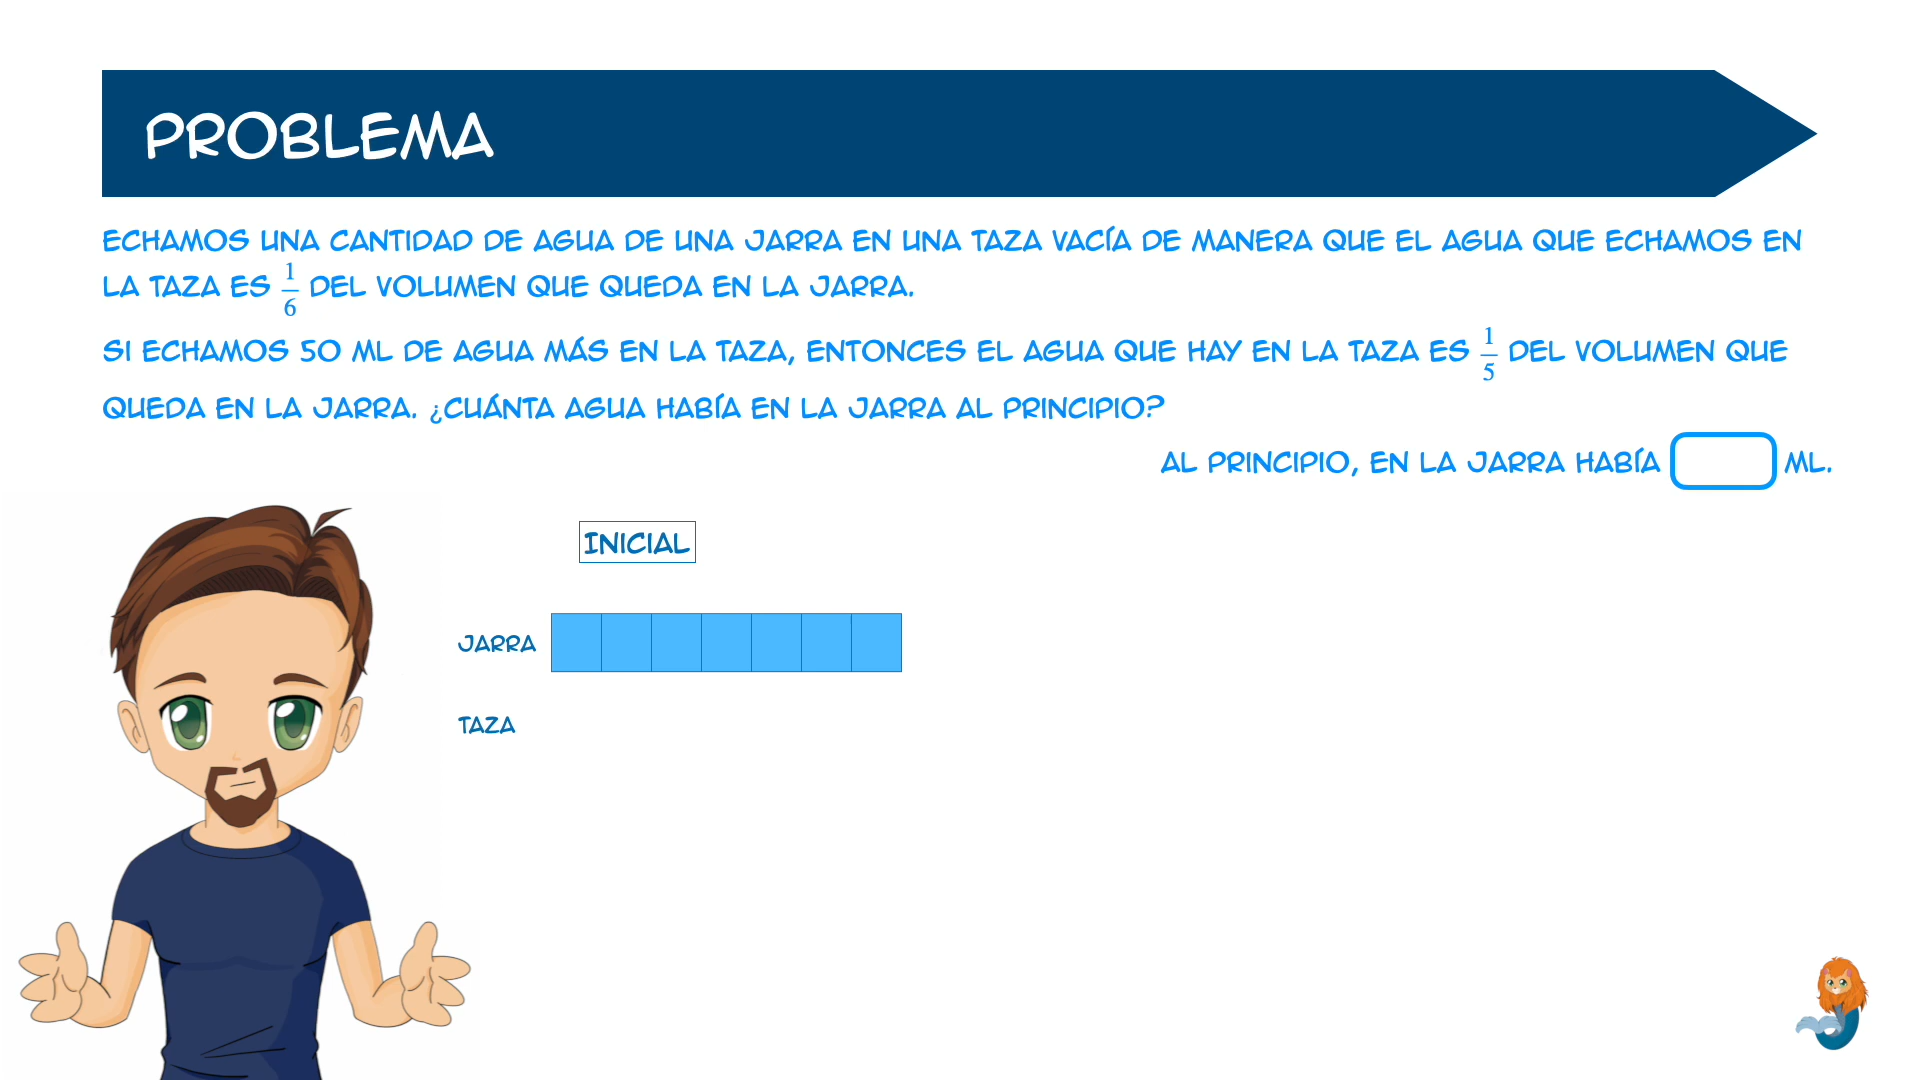 PROBLEMA
ECHAMOS UNA CANTIDAD DE AGUA DE UNA JARRA EN UNA TAZA VACÍA DE MANERA QUE EL AGUA QUE ECHAMOS EN
LA TAZA ES 1/6 DEL VOLUMEN QUE QUEDA EN LA JARRA.
SI ECHAMOS 50 ML DE AGUA MÁS EN LA TAZA, ENTONCES EL AGUA QUE HAY EN LA TAZA ES 1/5 DEL VOLUMEN QUE
QUEDA EN LA JARRA. ¿CUÁNTA AGUA HABÍA EN LA JARRA AL PRINCIPIO?
AL PRINCIPIO, EN LA JARRA HABÍA ML.
INICIAL
JARRA
TAZA